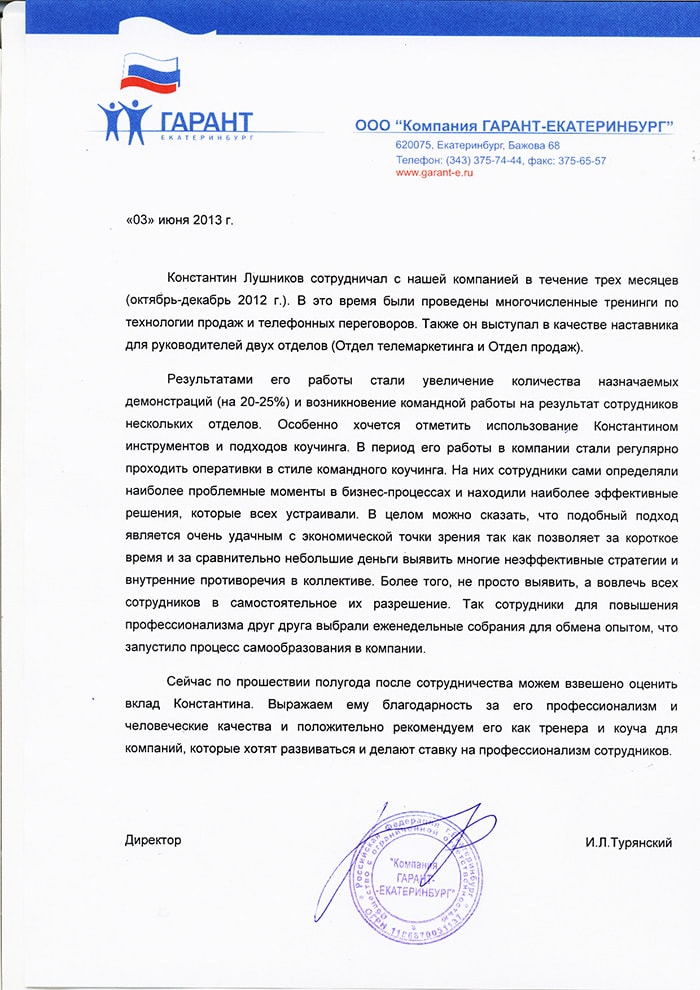 ГАРАНТ
ЕКАТЕРИНБУРГ
ООО “Компания ГАРАНТ-ЕКАТЕРИНБУРГ”
620075, Екатеринбург, Бажова 68
Телефон: (343) 375-74-44, факс: 375-65-57
www.garant-e.ru
«03» июня 2013 г.
Константин Лушников сотрудничал с нашей компанией в течение трех месяцев
(октябрь-декабрь 2012 г.). В это время были проведены многочисленные тренинги по
технологии продаж и телефонных переговоров. Также он выступал в качестве наставника
для руководителей двух отделов (Отдел телемаркетинга и Отдел продаж).
Результатами его работы стали увеличение количества назначаемых
демонстраций (на 20-25%) и возникновение командной работы на результат сотрудников
нескольких отделов. Особенно хочется отметить использование Константином
инструментов и подходов коучинга. В период его работы в компании стали регулярно
проходить оперативки в стиле командного коучинга. На них сотрудники сами определяли
наиболее проблемные моменты в бизнес-процессах и находили наиболее эффективные
решения, которые всех устраивали. В целом можно сказать, что подобный подход
является очень удачным с экономической точки зрения так как позволяет за короткое
время и за сравнительно небольшие деньги выявить многие неэффективные стратегии и
внутренние противоречия в коллективе. Более того, не просто выявить, а вовлечь всех
сотрудников в самостоятельное их разрешение. Так сотрудники для повышения
профессионализма друг друга выбрали еженедельные собрания для обмена опытом, что
запустило процесс самообразования в компании.
Сейчас по прошествии полугода после сотрудничества можем взвешено оценить
вклад Константина. Выражаем ему благодарность за его профессионализм и
человеческие качества и положительно рекомендуем его как тренера и коуча для
компаний, которые хотят развиваться и делают ставку на профессионализм сотрудников.
Директор
И.Л.Турянский
Российская Федерация г.Екатеринбург
Общество с ограниченной ответственностью
"Компания
ГАРАНТ-
-ЕКАТЕРИНБУРГ"
ОГРН